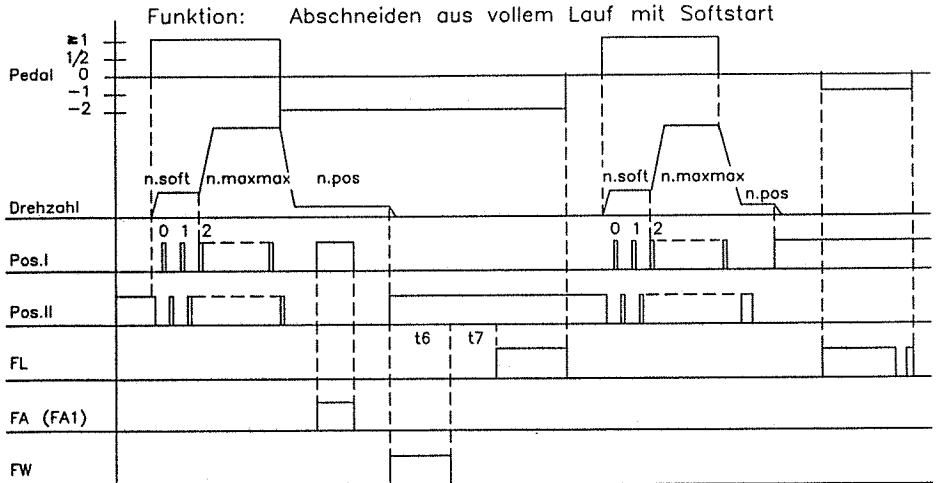 Funktion: Abschneiden aus vollem Lauf mit Softstart
≥1
1/2
Pedal 0
−1
−2
n.soft n.maxmax n.pos n.soft n.maxmax n.pos
Drehzahl
0 1 2 0 1 2
Pos.I
Pos.II
t6 t7
FL
FA (FA1)
FW